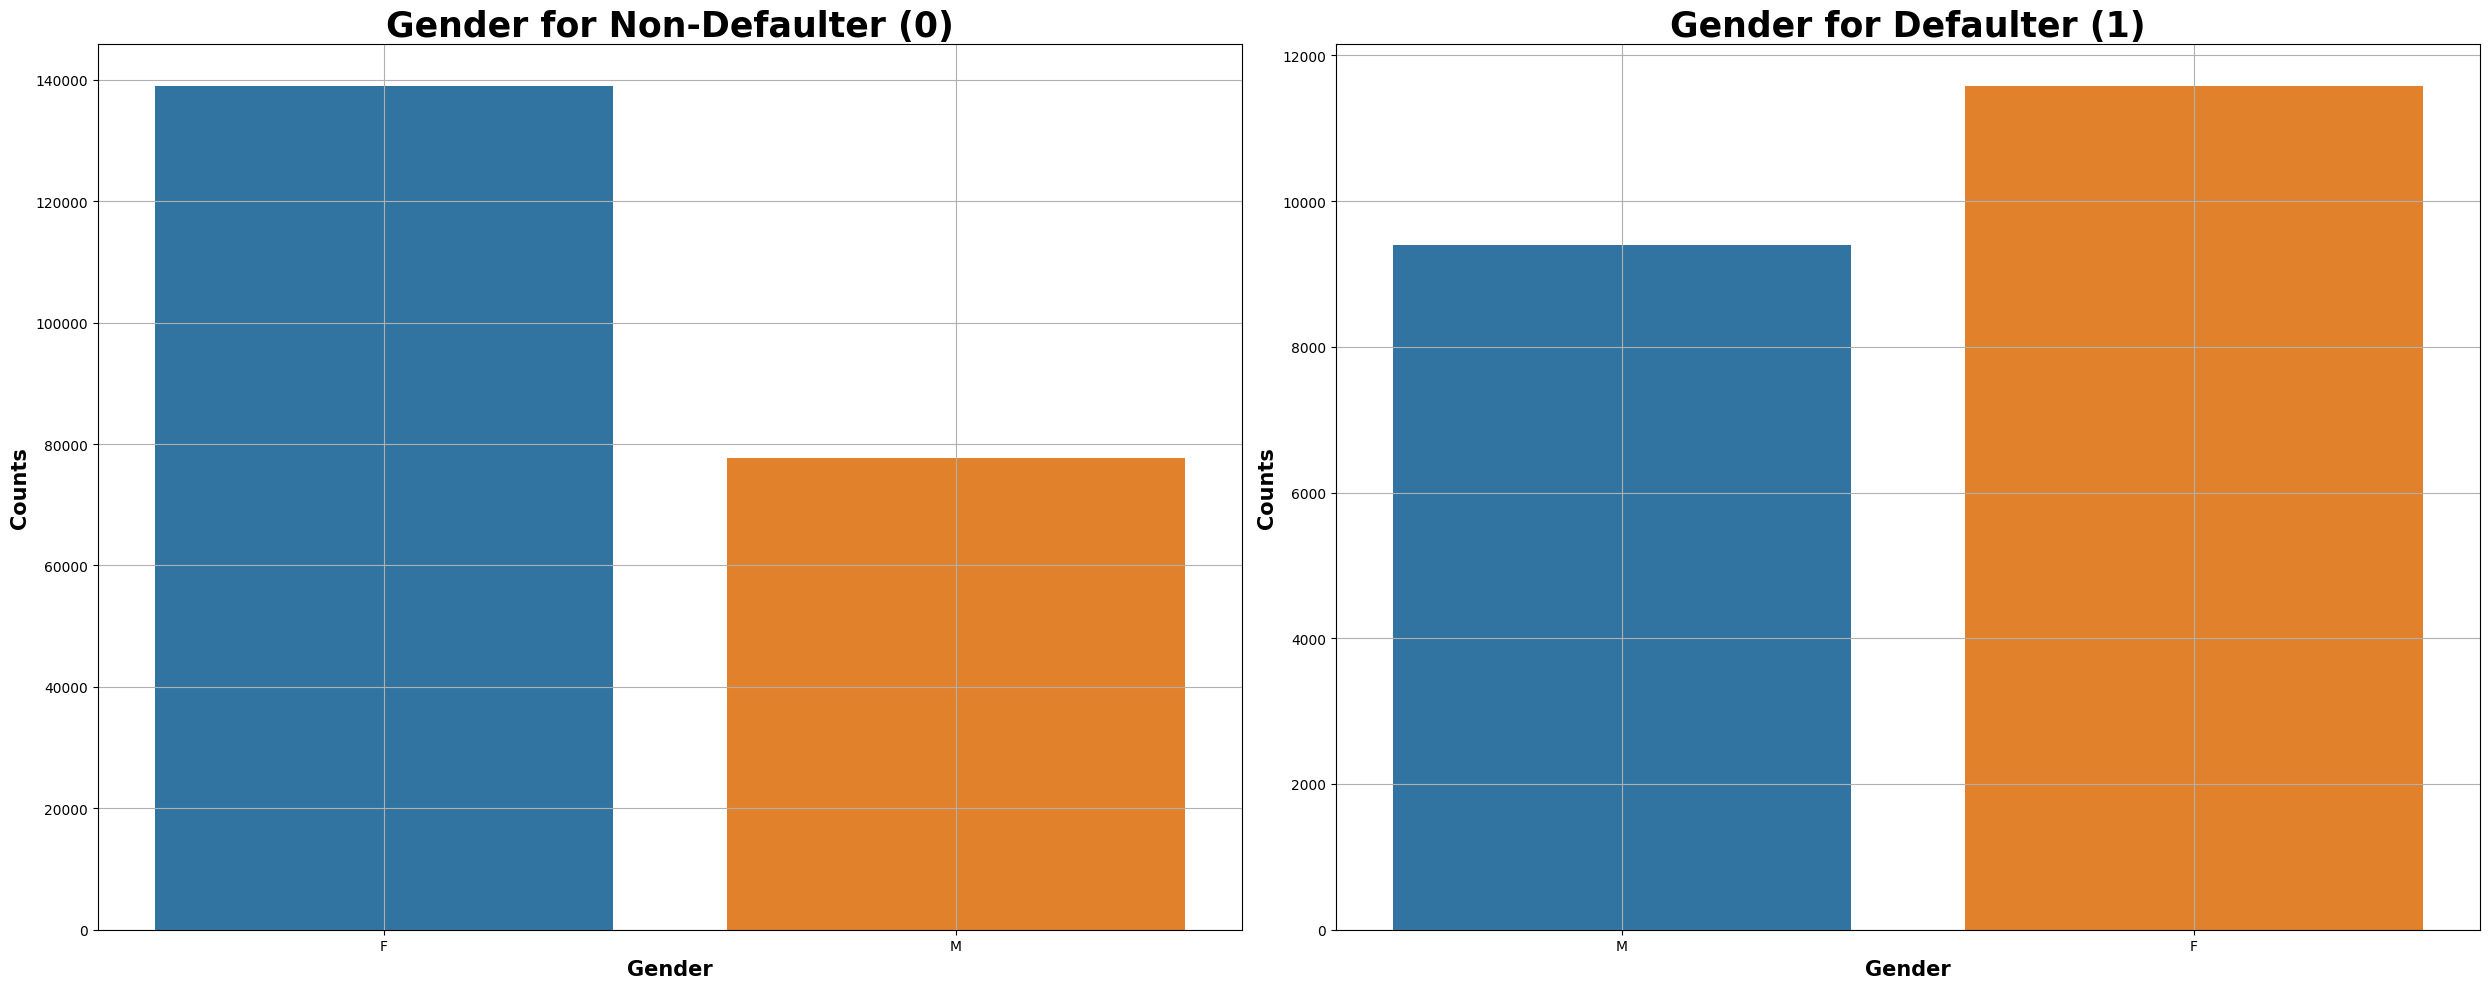 Gender for Non-Defaulter (0)
Counts
140000
120000
100000
80000
60000
40000
20000
0
F
M
Gender
Gender for Defaulter (1)
Counts
12000
10000
8000
6000
4000
2000
0
M
F
Gender